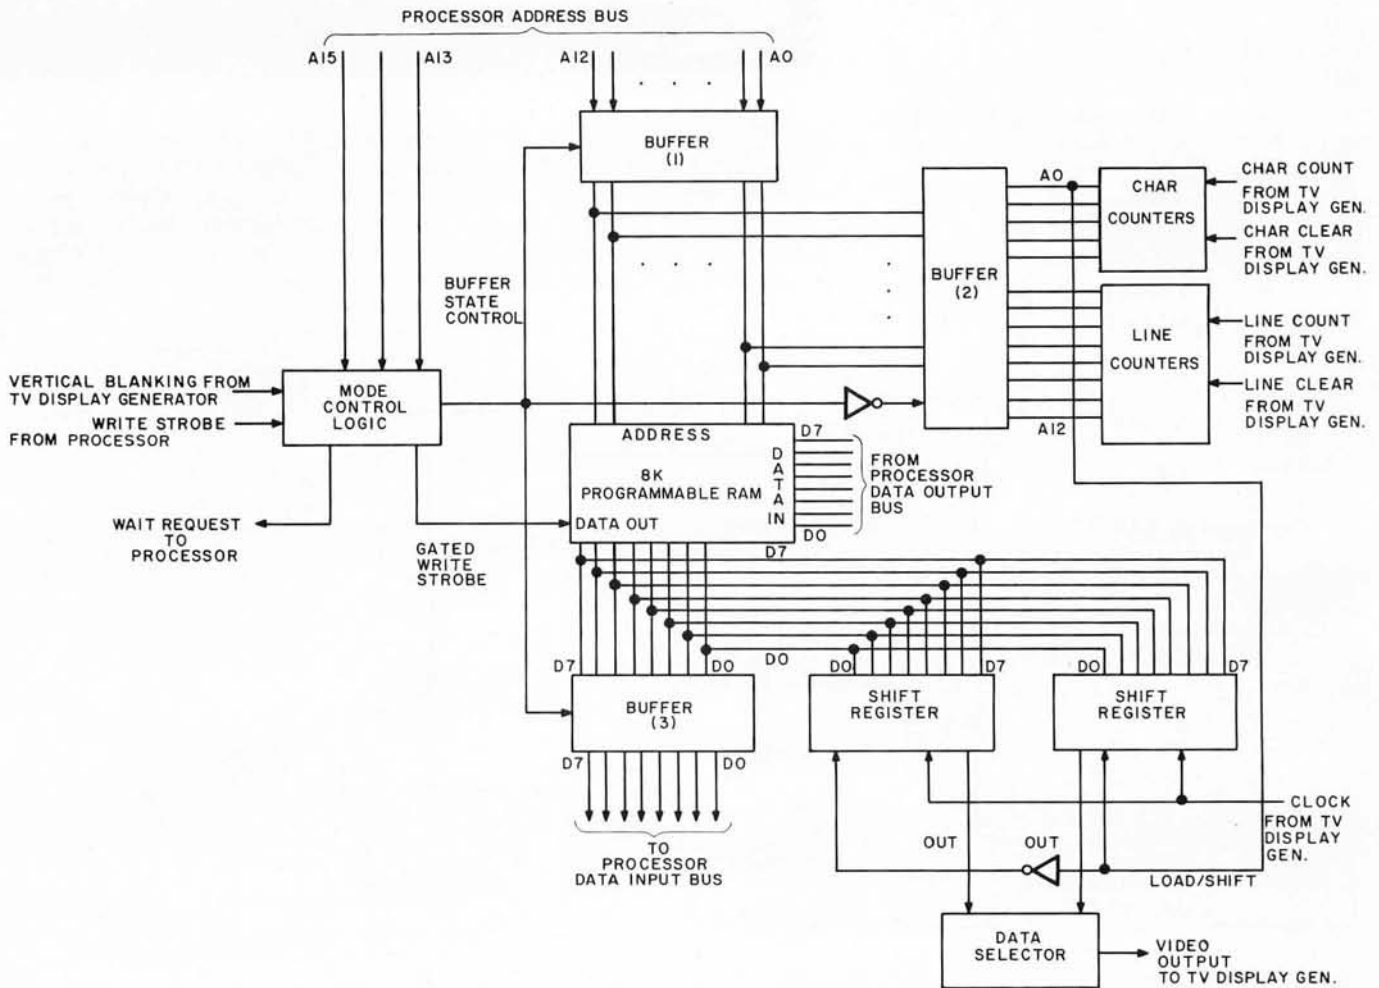 PROCESSOR ADDRESS BUS
A15
A13
A12
A0
. . .
BUFFER
(1)
BUFFER
(2)
A0
CHAR
COUNTERS
CHAR COUNT
FROM TV
DISPLAY GEN.
CHAR CLEAR
FROM TV
DISPLAY GEN.
. . .
BUFFER
STATE
CONTROL
LINE
COUNTERS
LINE COUNT
FROM TV
DISPLAY GEN.
LINE CLEAR
FROM TV
DISPLAY GEN.
A12
VERTICAL BLANKING FROM
TV DISPLAY GENERATOR
WRITE STROBE
FROM PROCESSOR
MODE
CONTROL
LOGIC
ADDRESS
8K
PROGRAMMABLE RAM
DATA OUT
D7
DATA
IN
D0
FROM
PROCESSOR
DATA OUTPUT
BUS
WAIT REQUEST
TO
PROCESSOR
GATED
WRITE
STROBE
D7
D7
D0
D0
D0
D7
D0
D7
BUFFER
(3)
SHIFT
REGISTER
SHIFT
REGISTER
D7
D0
TO
PROCESSOR
DATA INPUT BUS
CLOCK
FROM TV
DISPLAY
GEN.
OUT
OUT
LOAD/SHIFT
DATA
SELECTOR
VIDEO
OUTPUT
TO TV DISPLAY GEN.